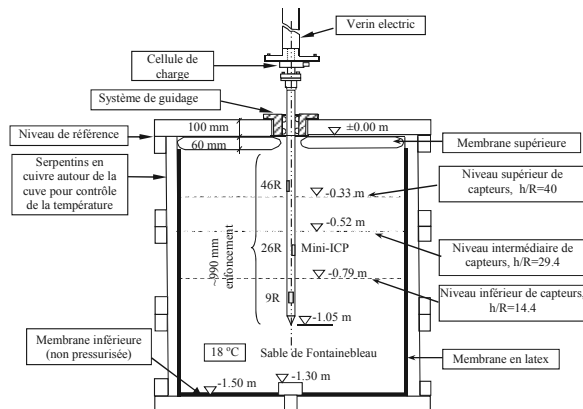 Verin electric
Cellule de
charge
Système de guidage
100 mm
±0.00 m
Niveau de référence
60 mm
Membrane supérieure
Serpentins en
cuivre autour de la
cuve pour contrôle
de la température
46R
-0.33 m
Niveau supérieur de
capteurs, h/R=40
-0.52 m
~990 mm
enfoncement
26R
Mini-ICP
Niveau intermédiaire de
capteurs, h/R=29.4
-0.79 m
9R
Niveau inférieur de capteurs,
h/R=14.4
-1.05 m
Membrane inférieure
(non pressurisée)
18 °C
Sable de Fontainebleau
Membrane en latex
-1.30 m
-1.50 m